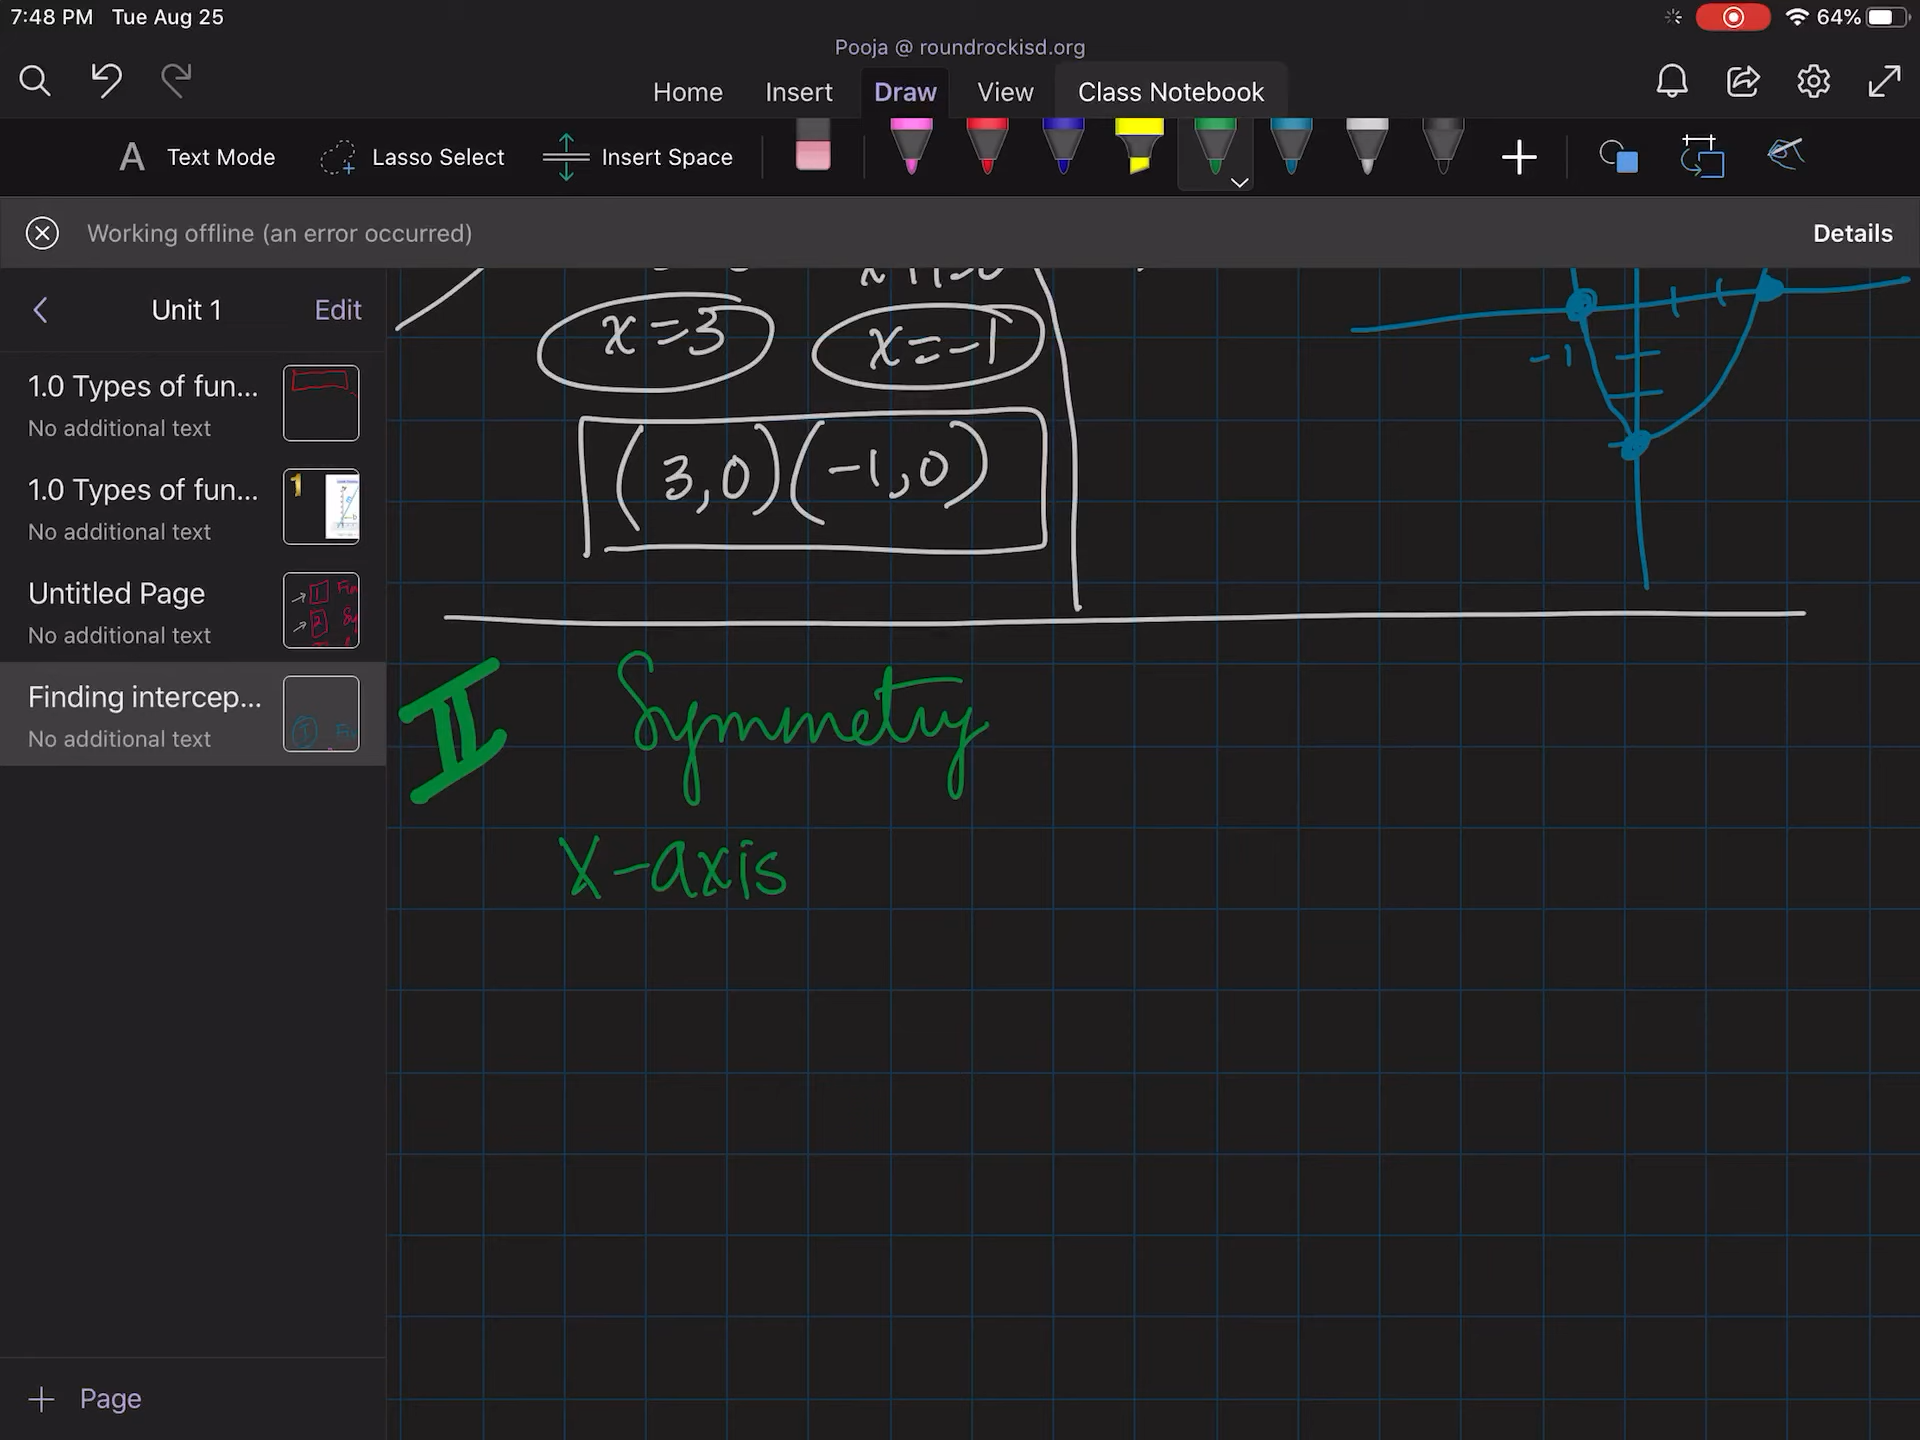 7:48 PM Tue Aug 25
64%
Pooja @ roundrockisd.org
Home Insert Draw View Class Notebook
A Text Mode Lasso Select Insert Space
Working offline (an error occurred) Details
Unit 1 Edit
1.0 Types of fun...
No additional text
1.0 Types of fun...
No additional text
Untitled Page
No additional text
Finding intercep...
No additional text
+ Page
x=3 x=-1
(3,0)(-1,0)
-1
II Symmetry
X-axis